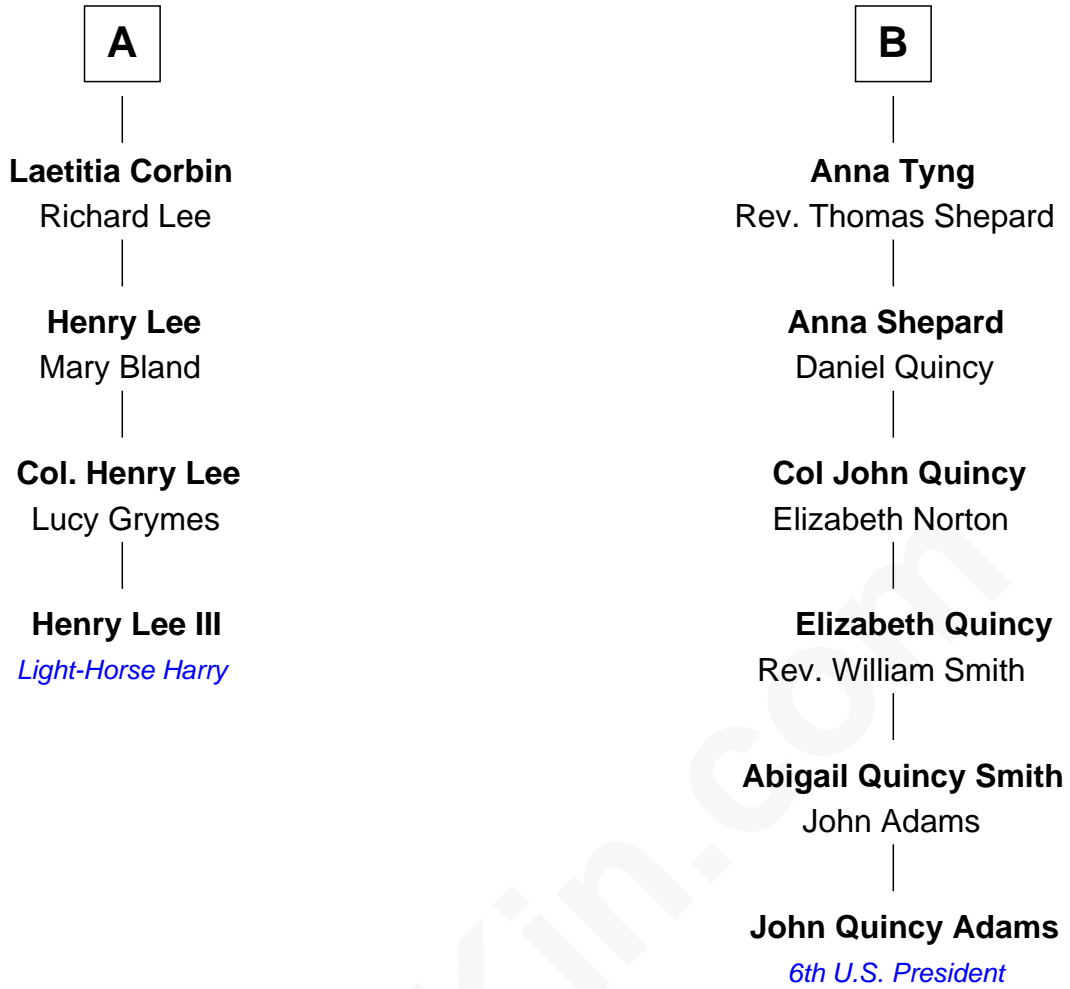 A
Laetitia Corbin
Richard Lee
Henry Lee
Mary Bland
Col. Henry Lee
Lucy Grymes
Henry Lee III
Light-Horse Harry
B
Anna Tyng
Rev. Thomas Shepard
Anna Shepard
Daniel Quincy
Col John Quincy
Elizabeth Norton
Elizabeth Quincy
Rev. William Smith
Abigail Quincy Smith
John Adams
John Quincy Adams
6th U.S. President
Kin.com